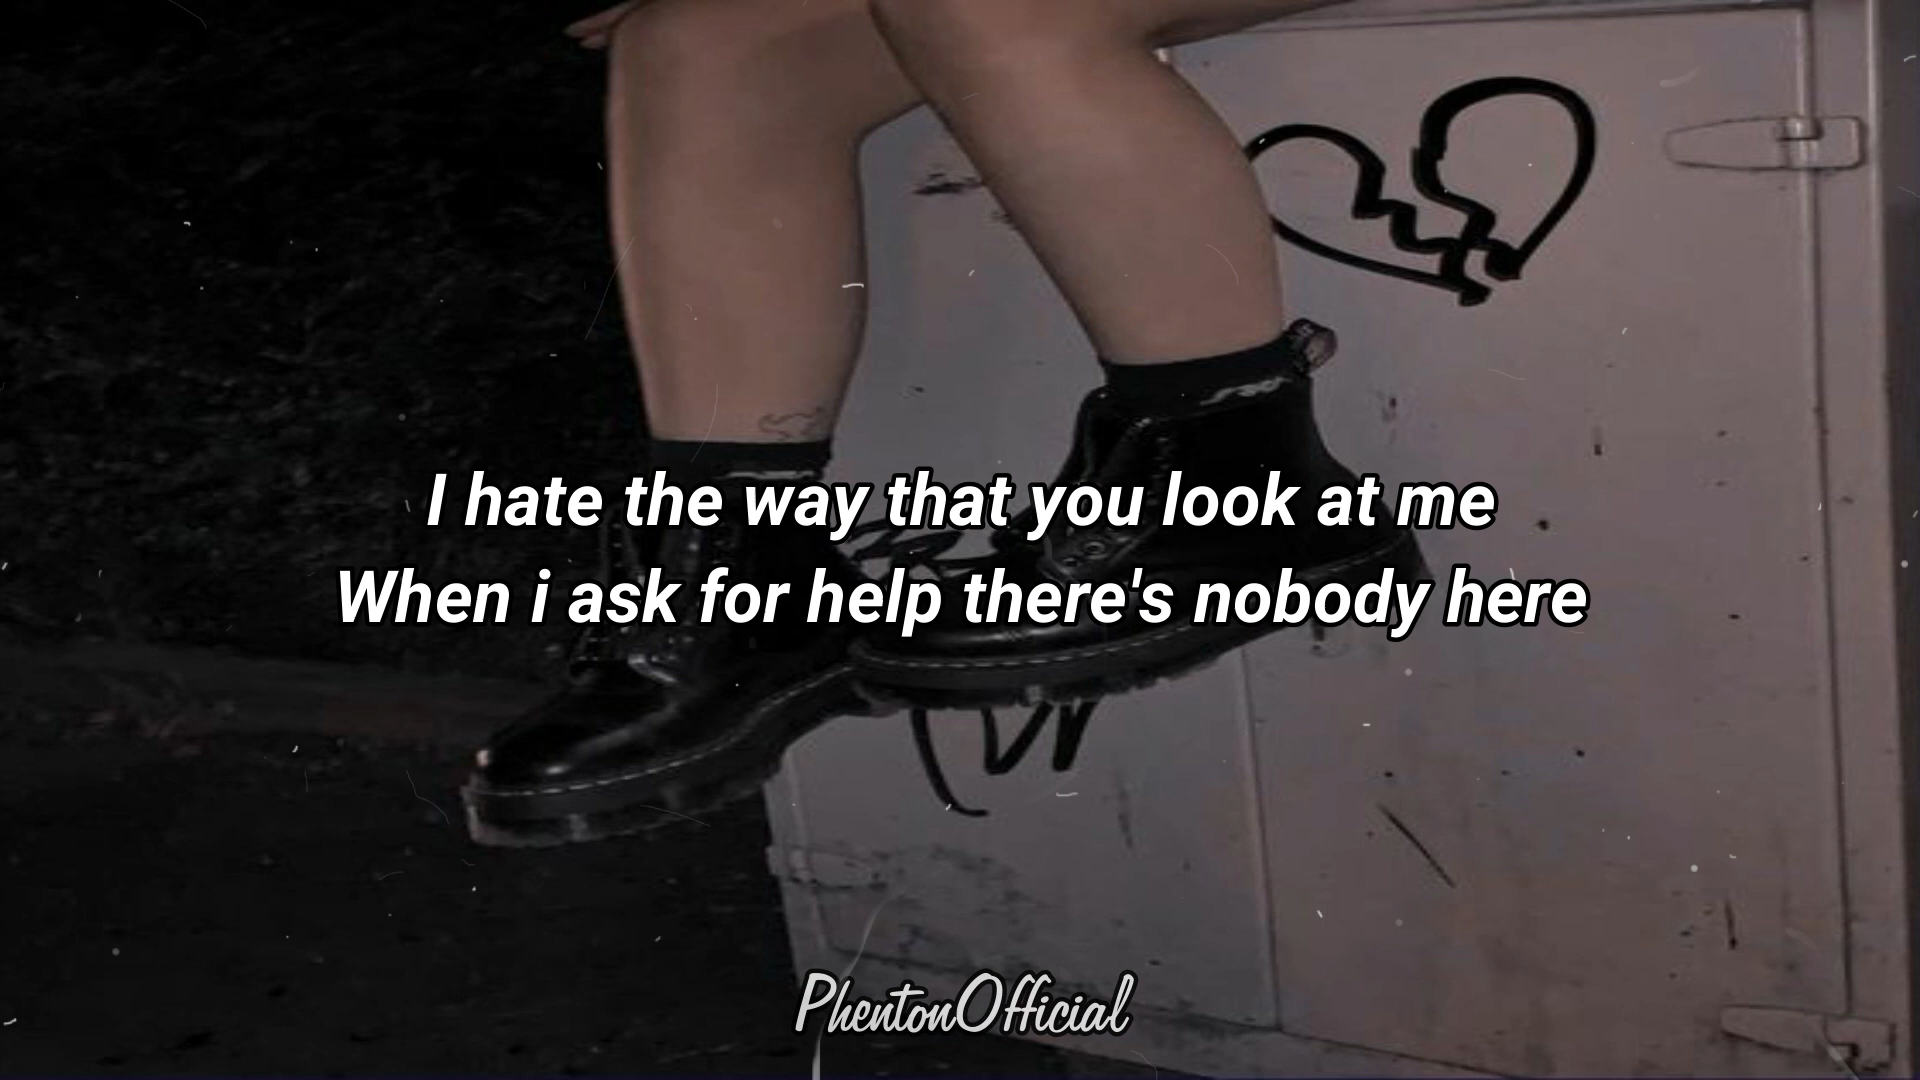 I hate the way that you look at me
When i ask for help there's nobody here
PhentonOfficial